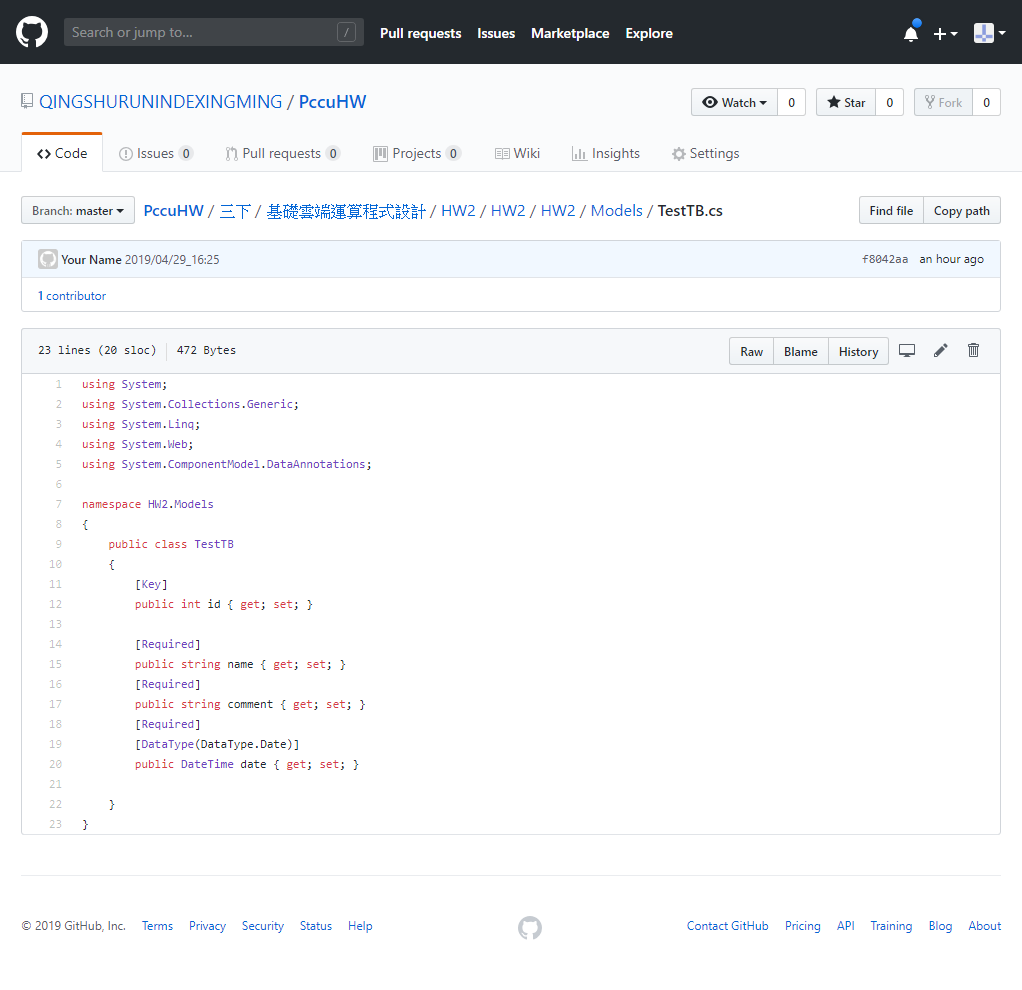 Search or jump to… / Pull requests Issues Marketplace Explore
QINGSHURUNINDEXINGMING / PccuHW Watch 0 Star 0 Fork 0
Code Issues 0 Pull requests 0 Projects 0 Wiki Insights Settings
Branch: master PccuHW / 三下 / 基礎雲端運算程式設計 / HW2 / HW2 / HW2 / Models / TestTB.cs Find file Copy path
Your Name 2019/04/29_16:25 f8042aa an hour ago
1 contributor
23 lines (20 sloc) 472 Bytes Raw Blame History
1 using System;
2 using System.Collections.Generic;
3 using System.Linq;
4 using System.Web;
5 using System.ComponentModel.DataAnnotations;
6
7 namespace HW2.Models
8 {
9 public class TestTB
10 {
11 [Key]
12 public int id { get; set; }
13
14 [Required]
15 public string name { get; set; }
16 [Required]
17 public string comment { get; set; }
18 [Required]
19 [DataType(DataType.Date)]
20 public DateTime date { get; set; }
21
22 }
23 }
© 2019 GitHub, Inc. Terms Privacy Security Status Help Contact GitHub Pricing API Training Blog About